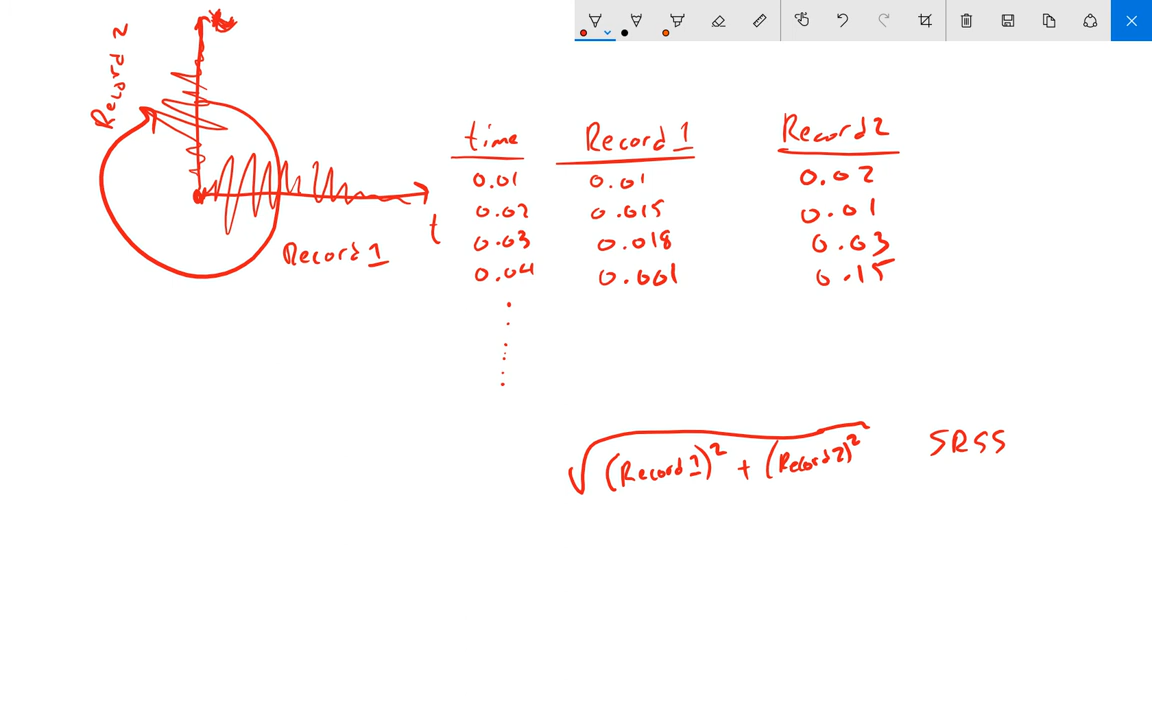 Record 2
t
Record 1
time Record 1 Record 2
0.01 0.01 0.02
0.02 0.015 0.01
0.03 0.018 0.03
0.04 0.001 0.15
√(Record 1)² + (Record 2)² SRSS